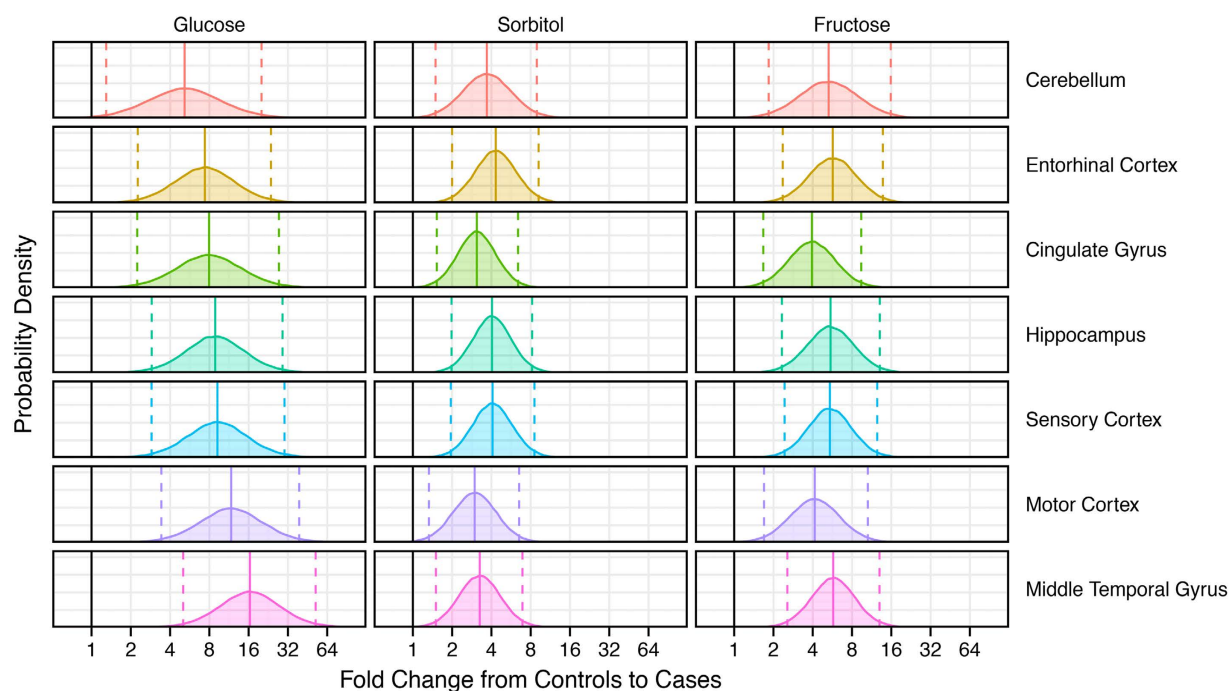 Glucose Sorbitol Fructose
Cerebellum
Entorhinal Cortex
Cingulate Gyrus
Hippocampus
Sensory Cortex
Motor Cortex
Middle Temporal Gyrus
Probability Density
1 2 4 8 16 32 64 1 2 4 8 16 32 64 1 2 4 8 16 32 64
Fold Change from Controls to Cases